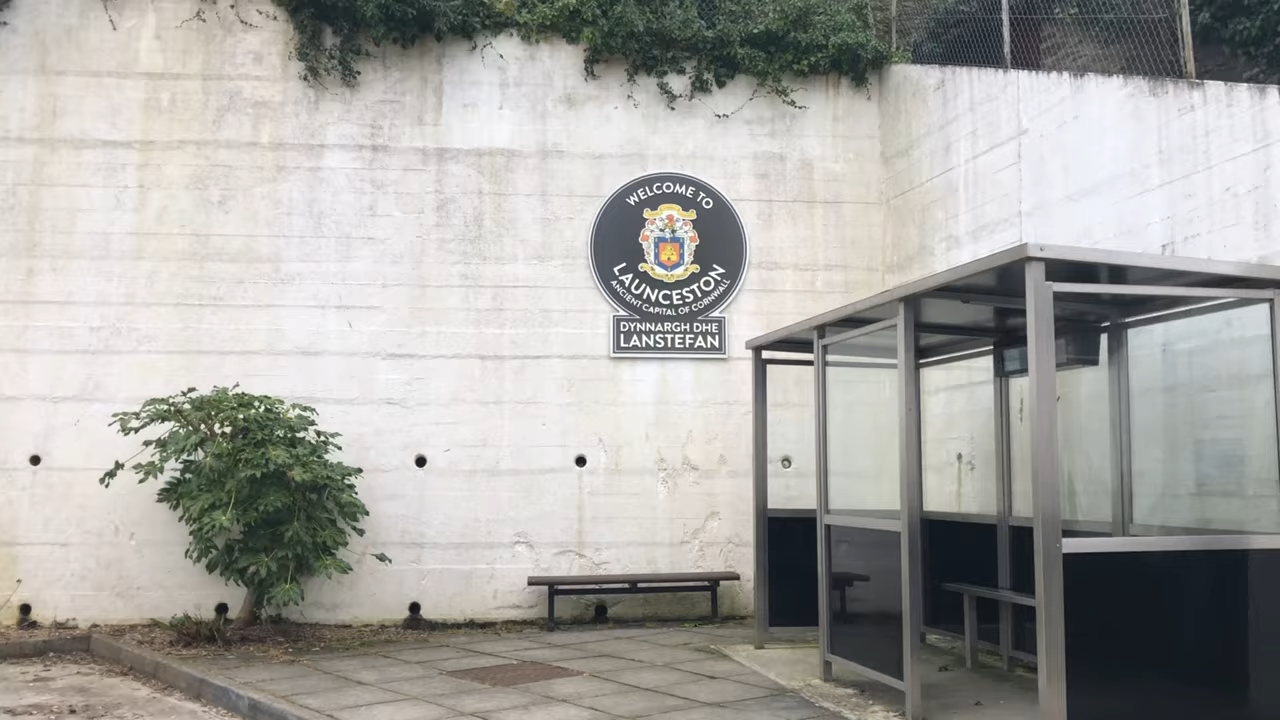 WELCOME TO
LAUNCESTON
ANCIENT CAPITAL OF CORNWALL
DYNNARGH DHE
LANSTEFAN